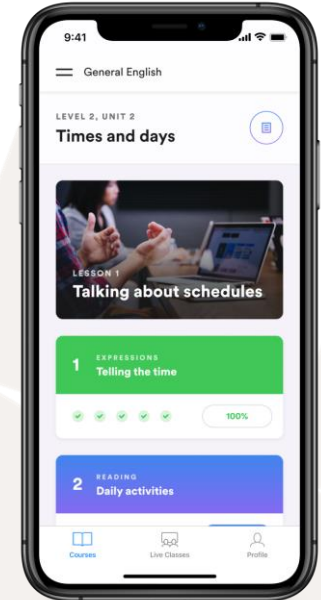 9:41
General English
LEVEL 2, UNIT 2
Times and days
LESSON 1
Talking about schedules
1
EXPRESSIONS
Telling the time
100%
2
READING
Daily activities
Courses
Live Classes
Profile